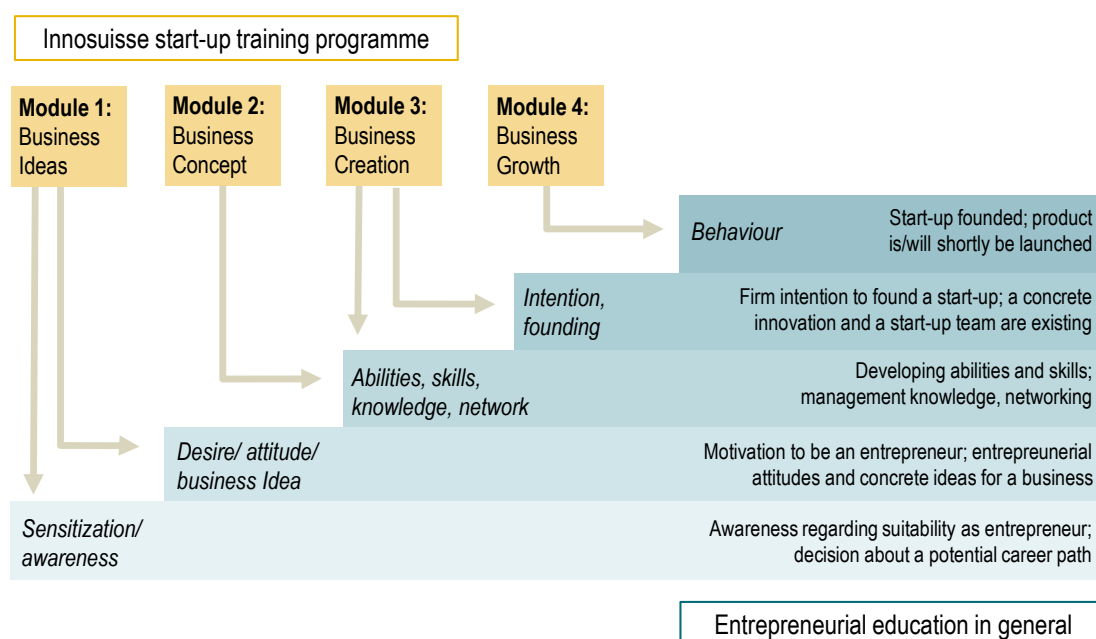 Innosuisse start-up training programme
Module 1:
Business
Ideas
Module 2:
Business
Concept
Module 3:
Business
Creation
Module 4:
Business
Growth
Behaviour
Start-up founded; product
is/will shortly be launched
Intention,
founding
Firm intention to found a start-up; a concrete
innovation and a start-up team are existing
Abilities, skills,
knowledge, network
Developing abilities and skills;
management knowledge, networking
Desire/ attitude/
business Idea
Motivation to be an entrepreneur; entrepreunerial
attitudes and concrete ideas for a business
Sensitization/
awareness
Awareness regarding suitability as entrepreneur;
decision about a potential career path
Entrepreneurial education in general